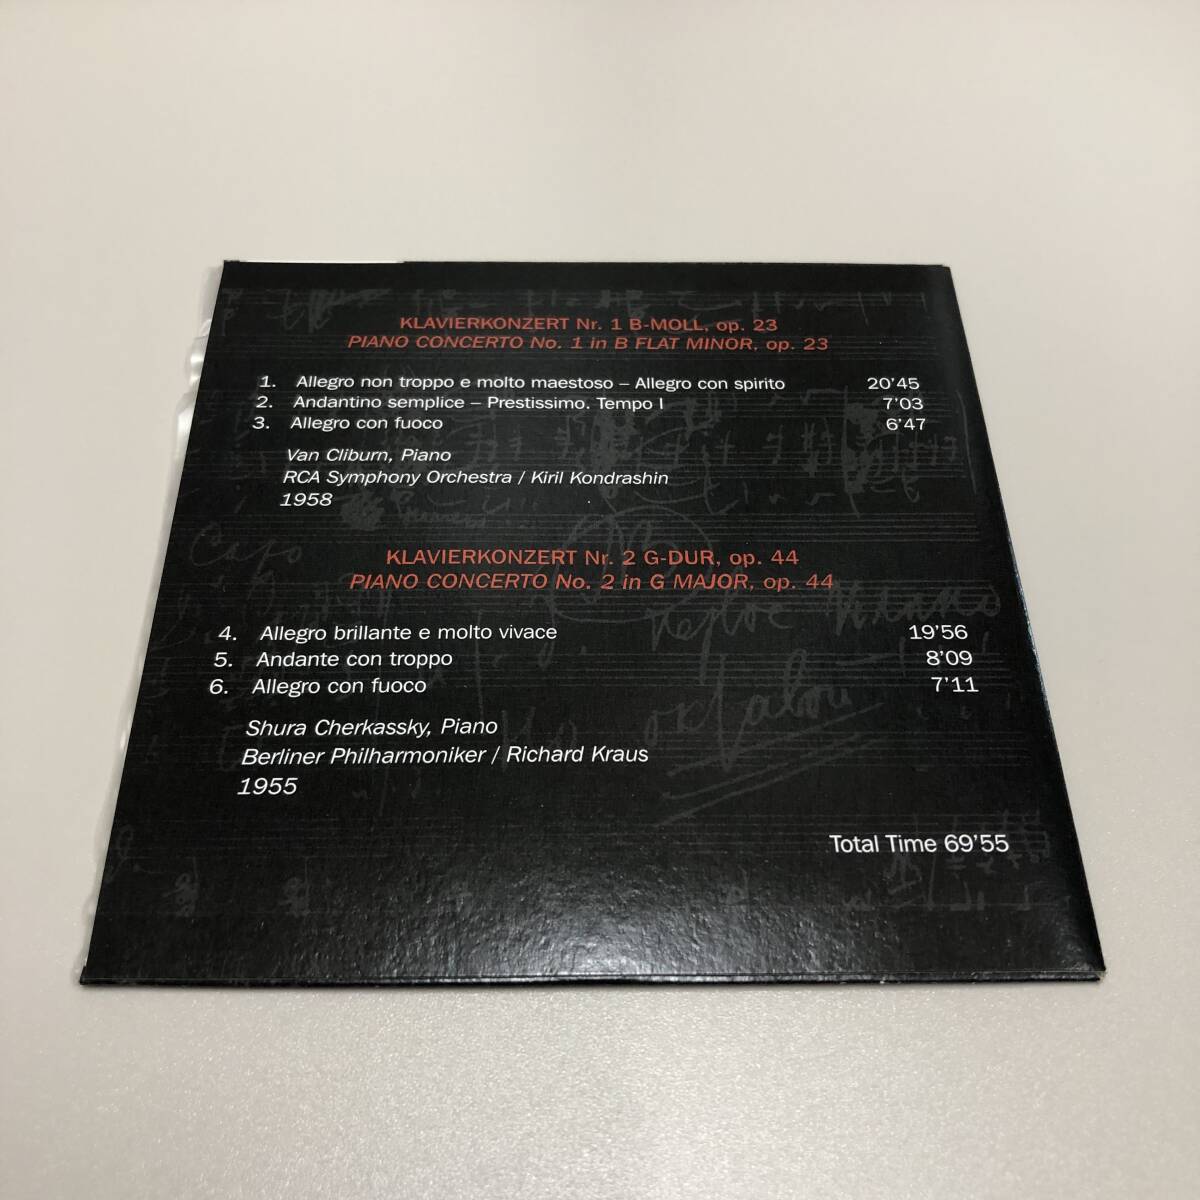 KLAVIERKONZERT Nr. 1 B-MOLL, op. 23
PIANO CONCERTO No. 1 in B FLAT MINOR, op. 23
1. Allegro non troppo e molto maestoso – Allegro con spirito 20'45
2. Andantino semplice – Prestissimo. Tempo I 7'03
3. Allegro con fuoco 6'47
Van Cliburn, Piano
RCA Symphony Orchestra / Kiril Kondrashin
1958
KLAVIERKONZERT Nr. 2 G-DUR, op. 44
PIANO CONCERTO No. 2 in G MAJOR, op. 44
4. Allegro brillante e molto vivace 19'56
5. Andante con troppo 8'09
6. Allegro con fuoco 7'11
Shura Cherkassky, Piano
Berliner Philharmoniker / Richard Kraus
1955
Total Time 69'55